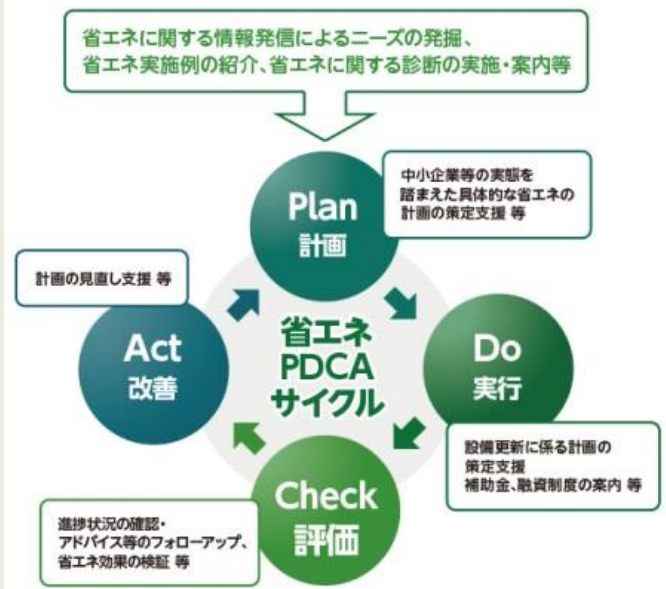 省エネに関する情報発信によるニーズの発掘、
省エネ実施例の紹介、省エネに関する診断の実施・案内等
Plan
計画
中小企業等の実態を
踏まえた具体的な省エネの
計画の策定支援 等
計画の見直し支援 等
Act
改善
省エネ
PDCA
サイクル
Do
実行
設備更新に係る計画の
策定支援
補助金、融資制度の案内 等
Check
評価
進捗状況の確認・
アドバイス等のフォローアップ、
省エネ効果の検証 等